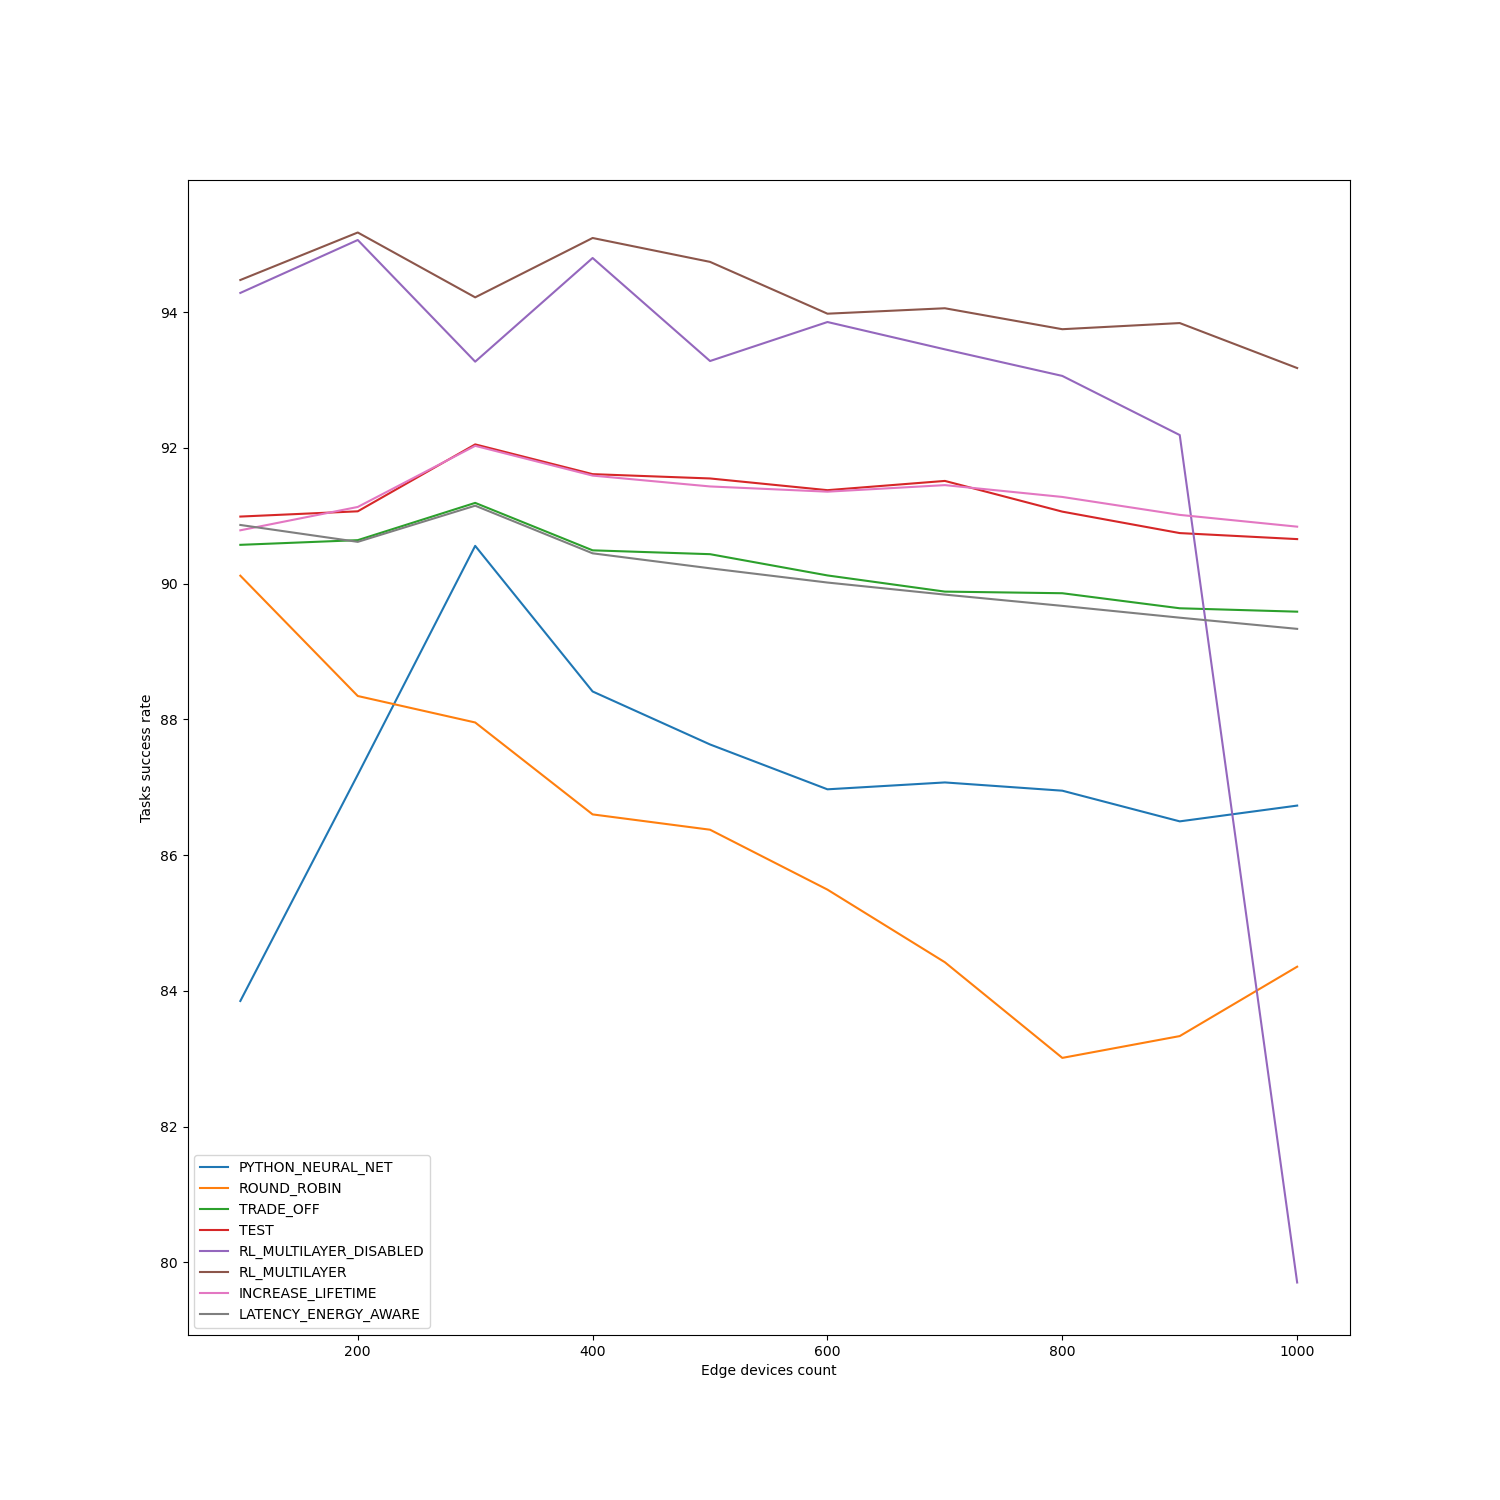 94
92
90
88
86
84
82
80
Tasks success rate
PYTHON_NEURAL_NET
ROUND_ROBIN
TRADE_OFF
TEST
RL_MULTILAYER_DISABLED
RL_MULTILAYER
INCREASE_LIFETIME
LATENCY_ENERGY_AWARE
200 400 600 800 1000
Edge devices count